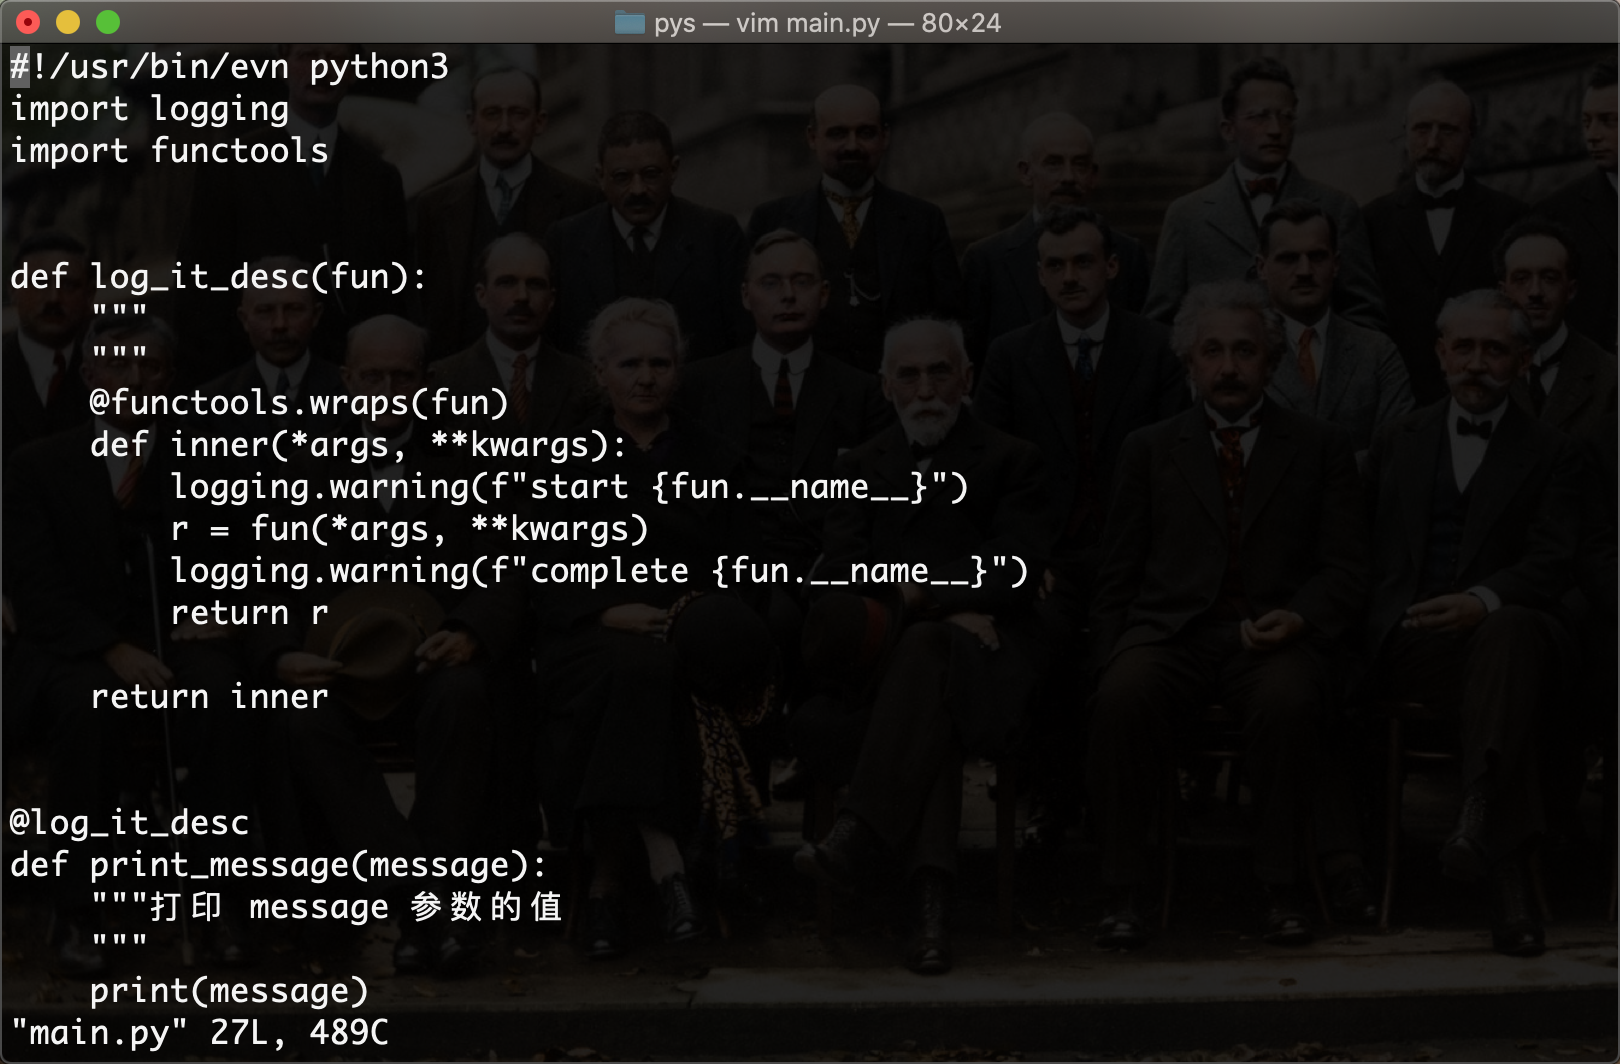 pys — vim main.py — 80×24
#!/usr/bin/evn python3
import logging
import functools
def log_it_desc(fun):
    """
    """
    @functools.wraps(fun)
    def inner(*args, **kwargs):
        logging.warning(f"start {fun.__name__}")
        r = fun(*args, **kwargs)
        logging.warning(f"complete {fun.__name__}")
        return r
    return inner
@log_it_desc
def print_message(message):
    """打印 message 参数的值
    """
    print(message)
"main.py" 27L, 489C